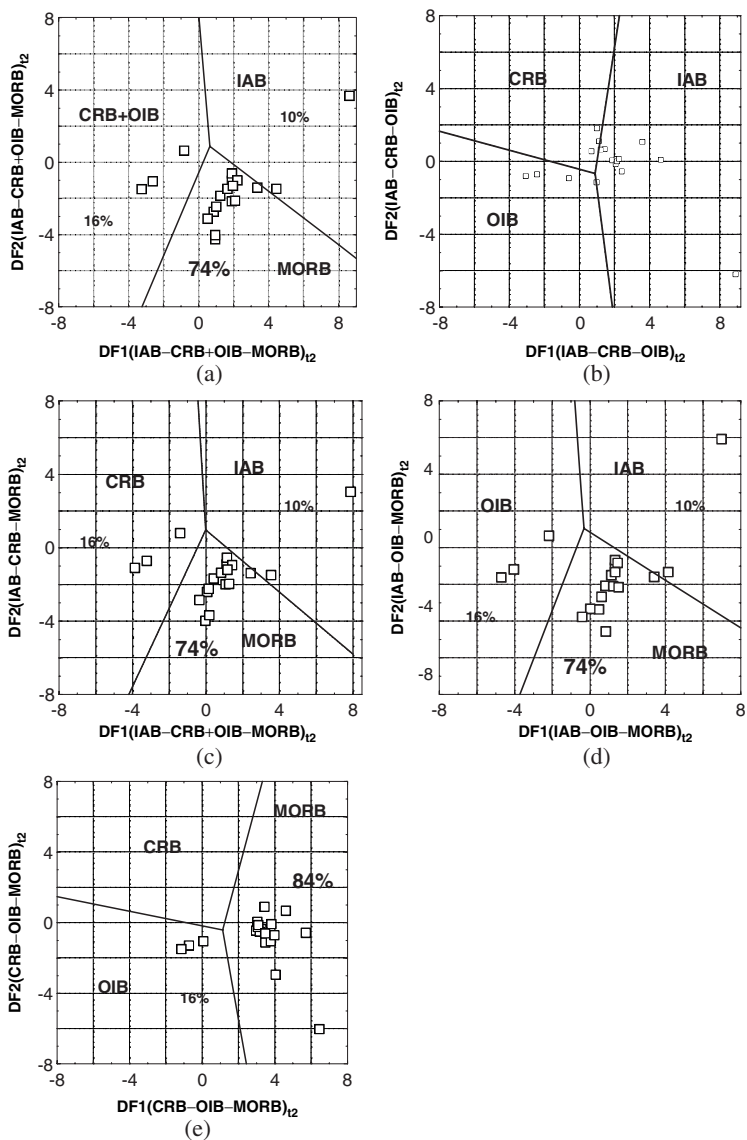 8
4
0
-4
-8
-8
-4
0
4
8
DF2(IAB–CRB+OIB–MORB)t2
DF1(IAB–CRB+OIB–MORB)t2
IAB
CRB+OIB
10%
16%
74%
MORB
(a)
8
4
0
-4
-8
-8
-4
0
4
8
DF2(IAB–CRB–OIB)t2
DF1(IAB–CRB–OIB)t2
CRB
IAB
OIB
(b)
8
4
0
-4
-8
-8
-4
0
4
8
DF2(IAB–CRB–MORB)t2
DF1(IAB–CRB+OIB–MORB)t2
IAB
CRB
10%
16%
74%
MORB
(c)
8
4
0
-4
-8
-8
-4
0
4
8
DF2(IAB–OIB–MORB)t2
DF1(IAB–OIB–MORB)t2
IAB
OIB
10%
16%
74%
MORB
(d)
8
4
0
-4
-8
-8
-4
0
4
8
DF2(CRB–OIB–MORB)t2
DF1(CRB–OIB–MORB)t2
MORB
CRB
84%
OIB
16%
(e)